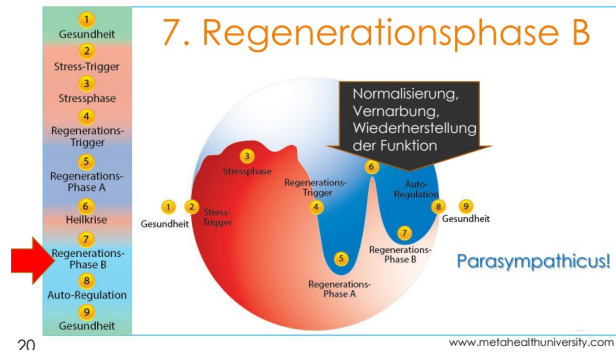 7. Regenerationsphase B
1
Gesundheit
2
Stress-Trigger
3
Stressphase
4
Regenerations-
Trigger
5
Regenerations-
Phase A
6
Heilkrise
7
Regenerations-
Phase B
8
Auto-Regulation
9
Gesundheit
Normalisierung,
Vernarbung,
Wiederherstellung
der Funktion
1
Gesundheit
2
Stress-
Trigger
3
Stressphase
Regenerations-
Trigger
4
5
Regenerations-
Phase A
6
7
Regenerations-
Phase B
Auto-
Regulation
8
9
Gesundheit
Parasympathicus!
20
www.metahealthuniversity.com